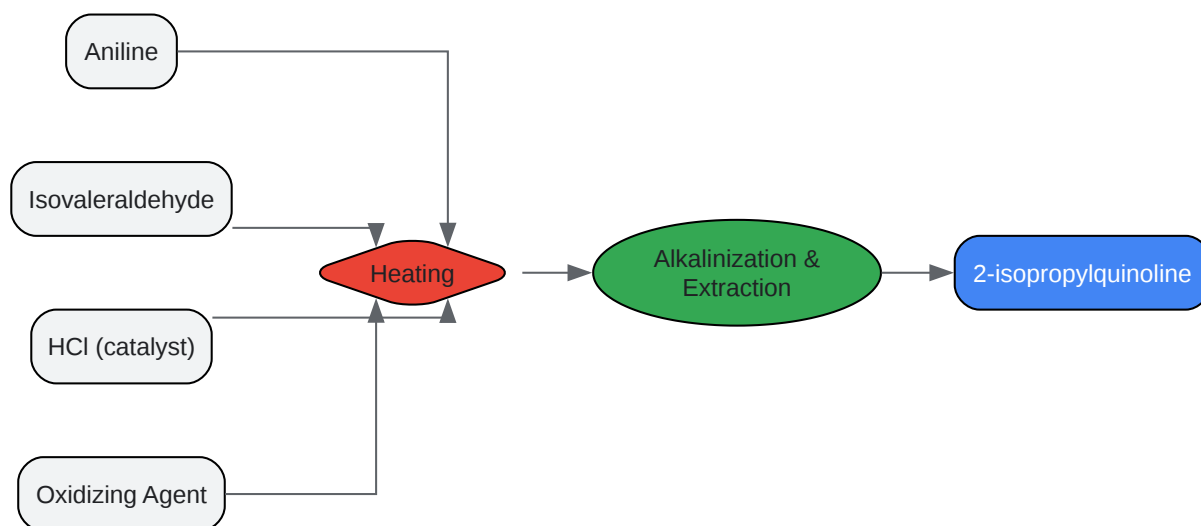 Aniline
Isovaleraldehyde
HCl (catalyst)
Oxidizing Agent
Heating
Alkalinization &
Extraction
2-isopropylquinoline